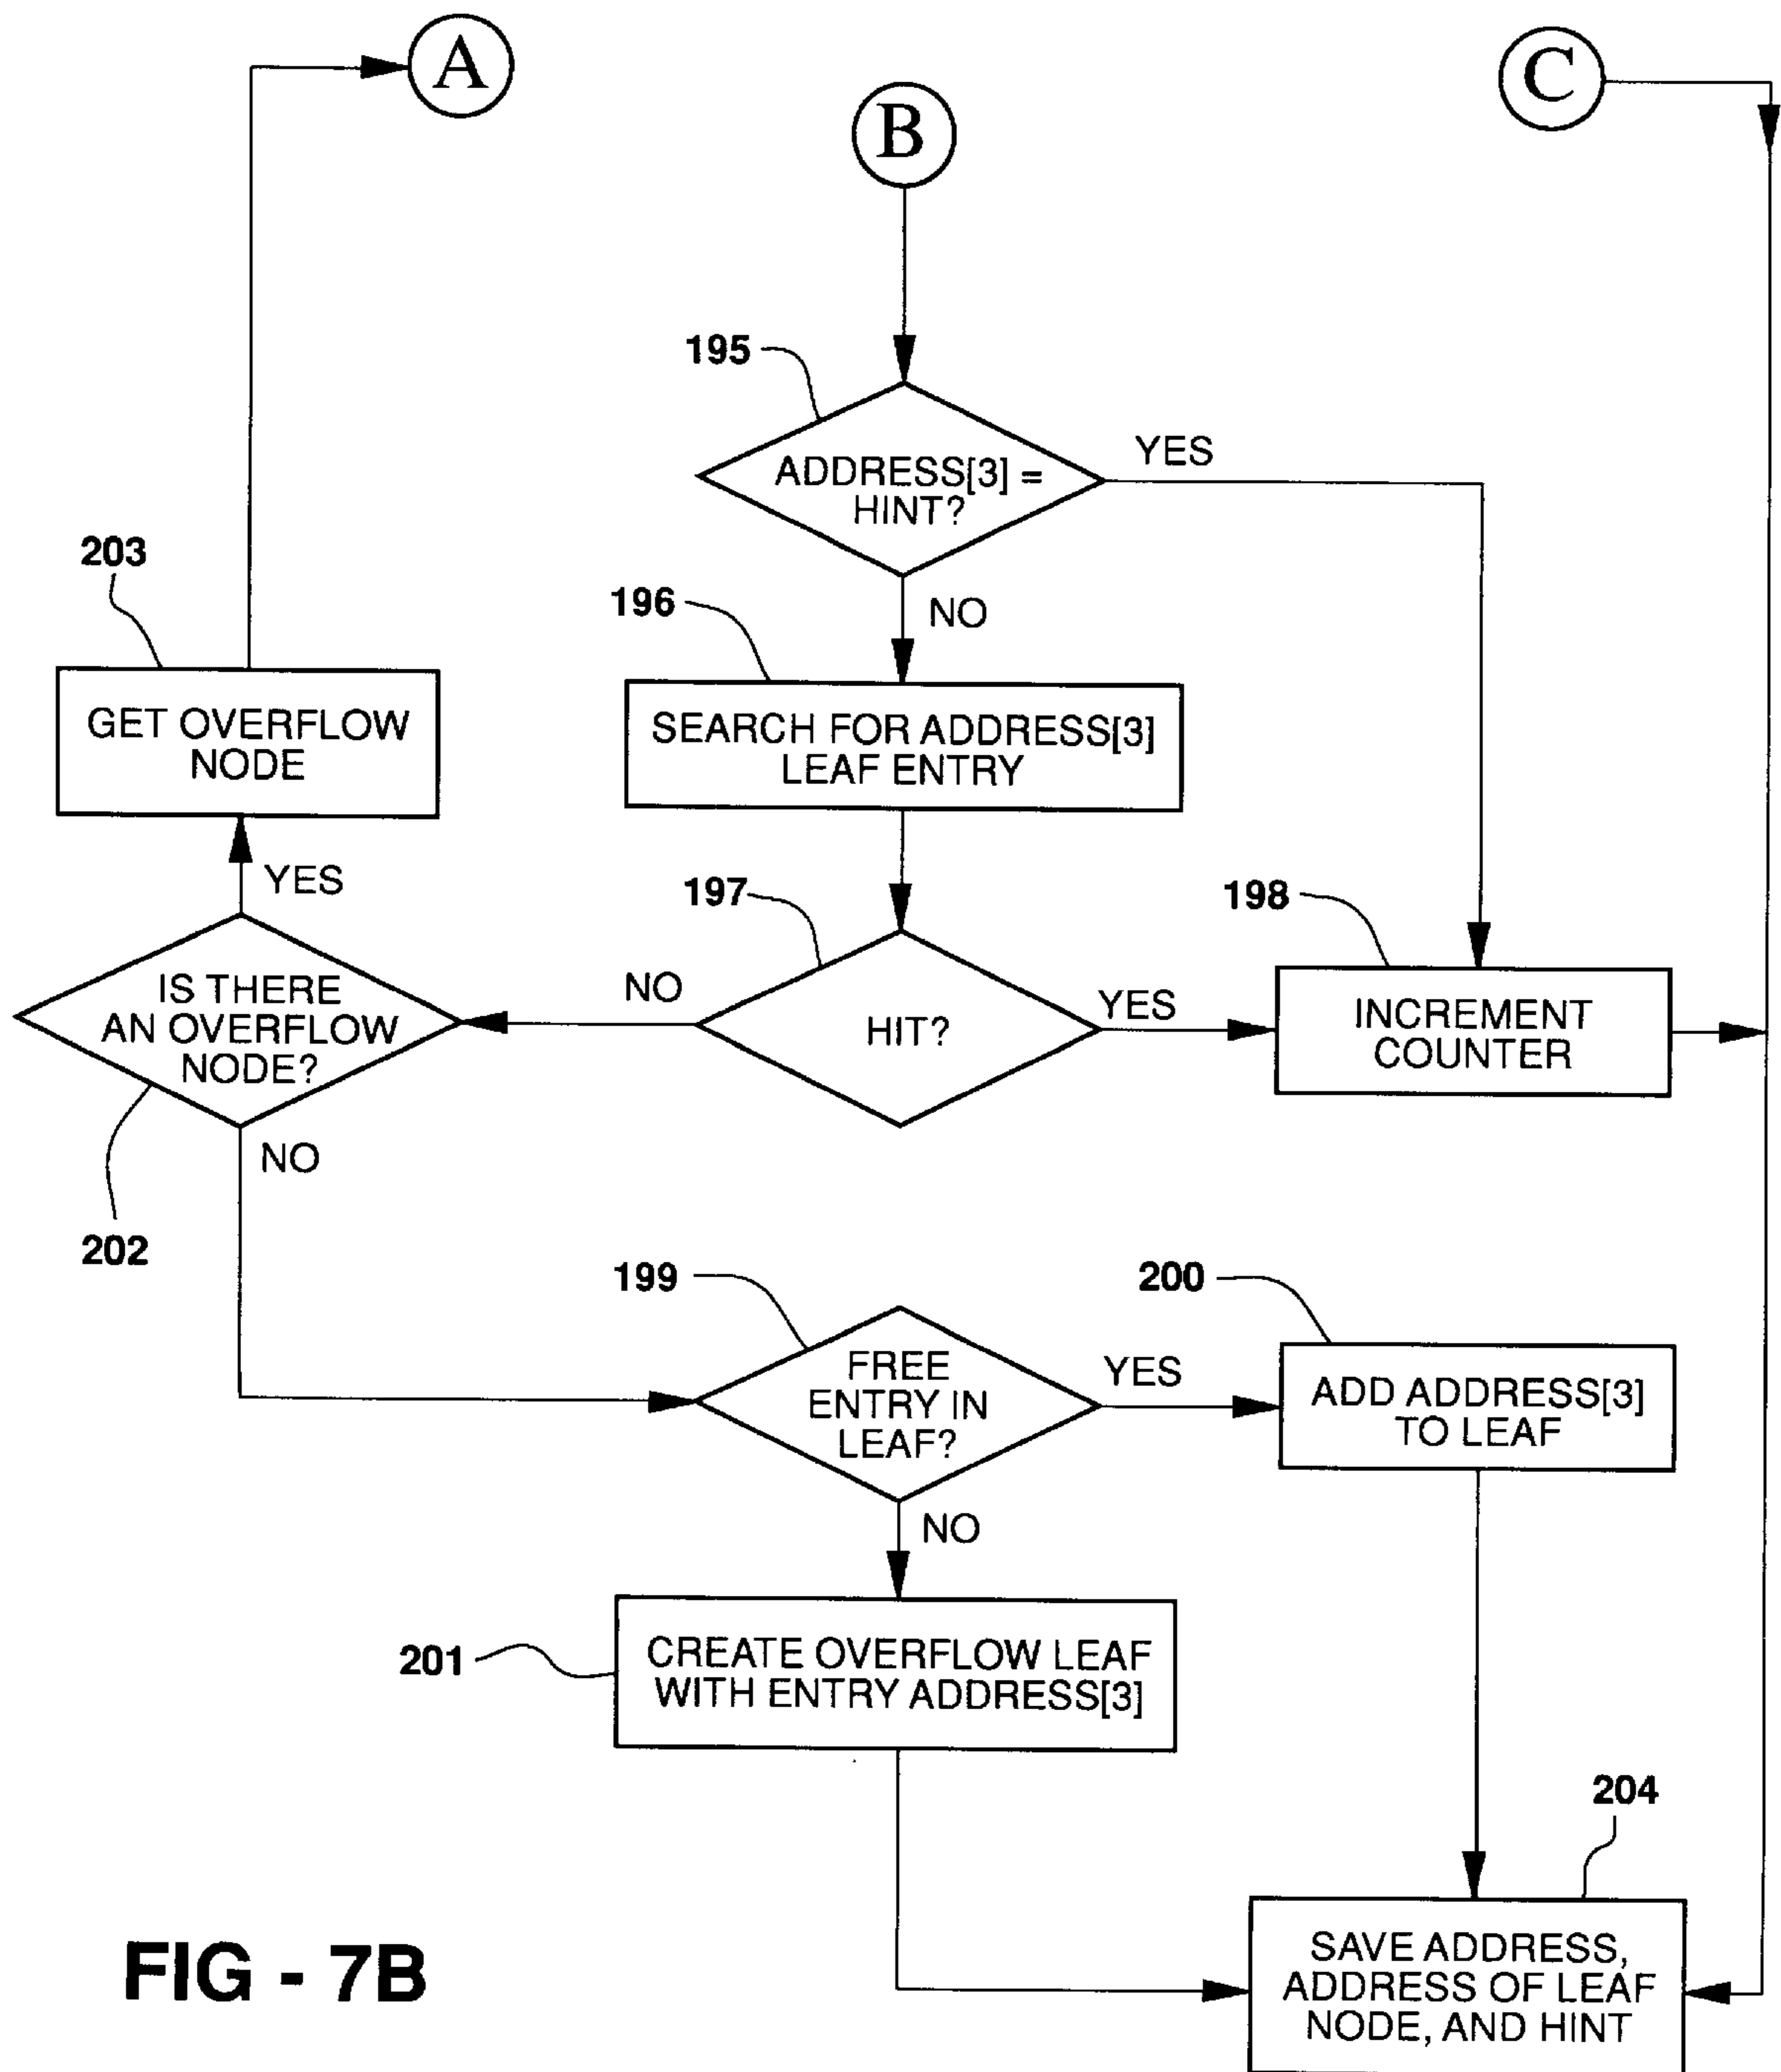 A
B
C
195
ADDRESS[3] =
HINT?
YES
NO
203
GET OVERFLOW
NODE
196
SEARCH FOR ADDRESS[3]
LEAF ENTRY
YES
197
198
IS THERE
AN OVERFLOW
NODE?
NO
HIT?
YES
INCREMENT
COUNTER
NO
202
199
200
FREE
ENTRY IN
LEAF?
YES
ADD ADDRESS[3]
TO LEAF
NO
201
CREATE OVERFLOW LEAF
WITH ENTRY ADDRESS[3]
204
SAVE ADDRESS,
ADDRESS OF LEAF
NODE, AND HINT
FIG - 7B